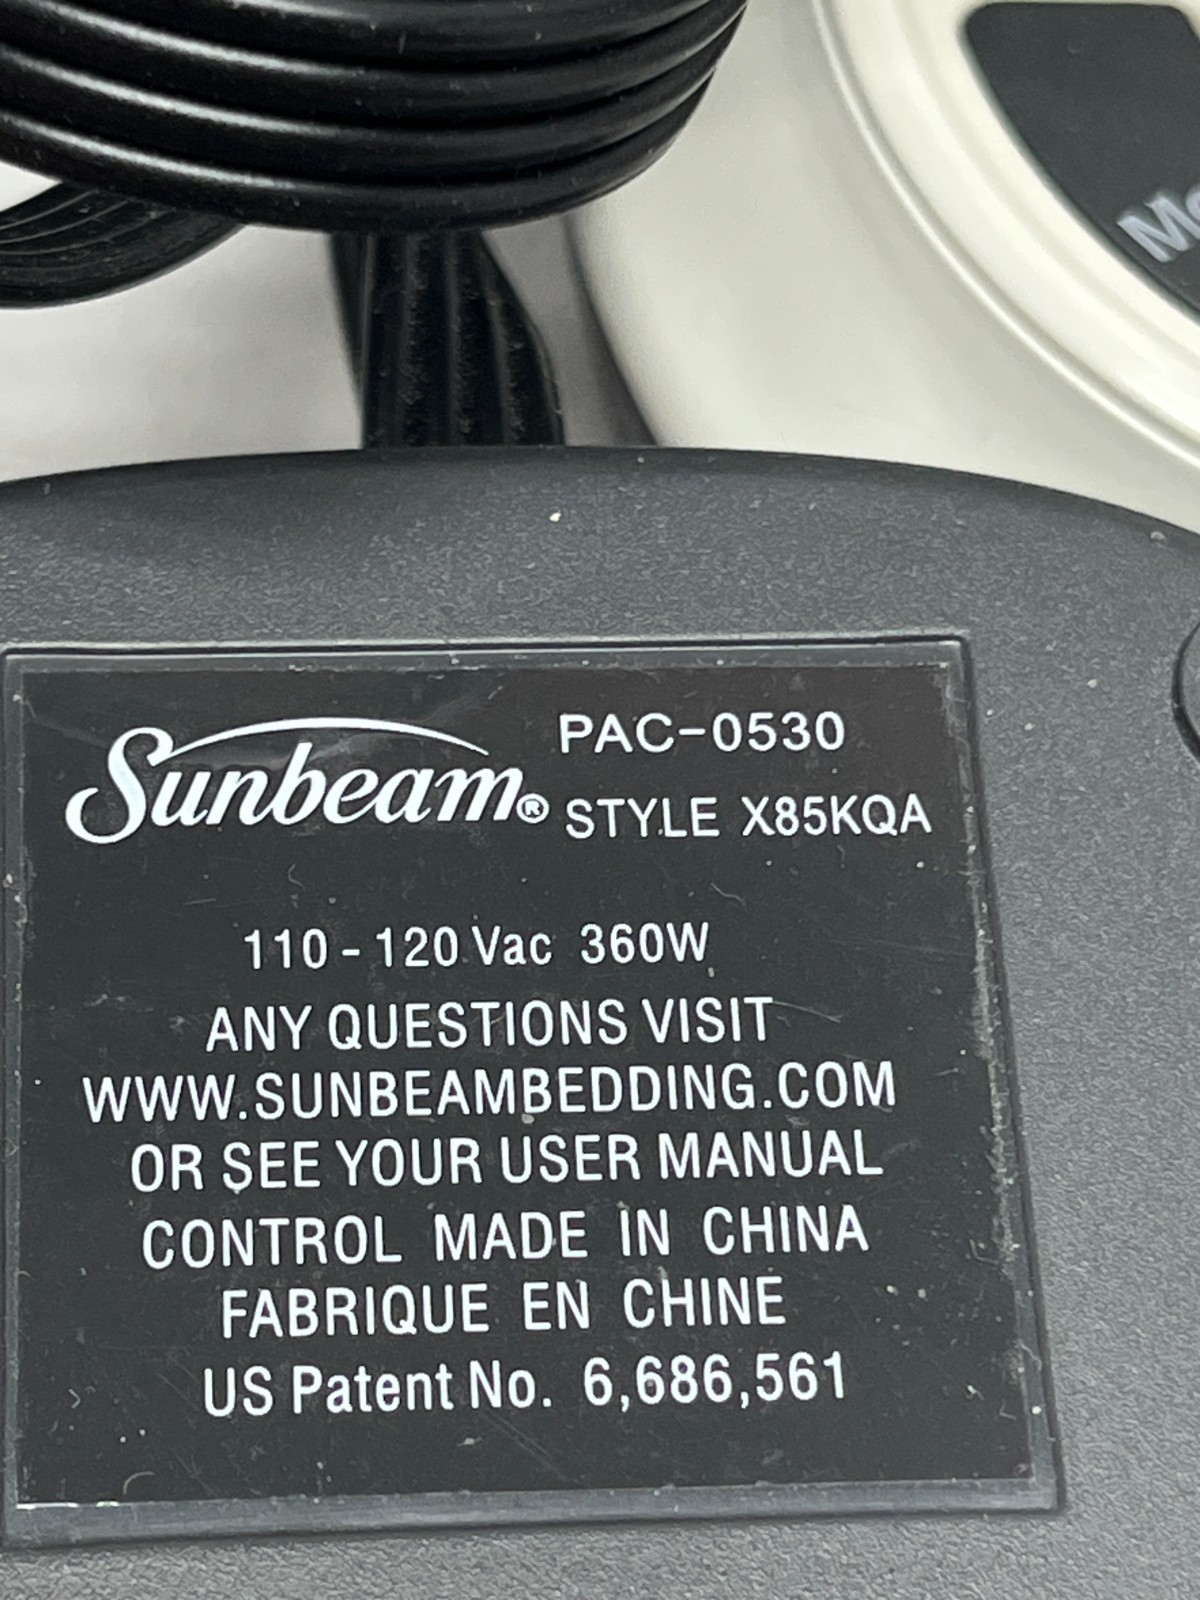 Sunbeam® PAC-0530
STYLE X85KQA
110 - 120 Vac 360W
ANY QUESTIONS VISIT
WWW.SUNBEAMBEDDING.COM
OR SEE YOUR USER MANUAL
CONTROL MADE IN CHINA
FABRIQUE EN CHINE
US Patent No. 6,686,561